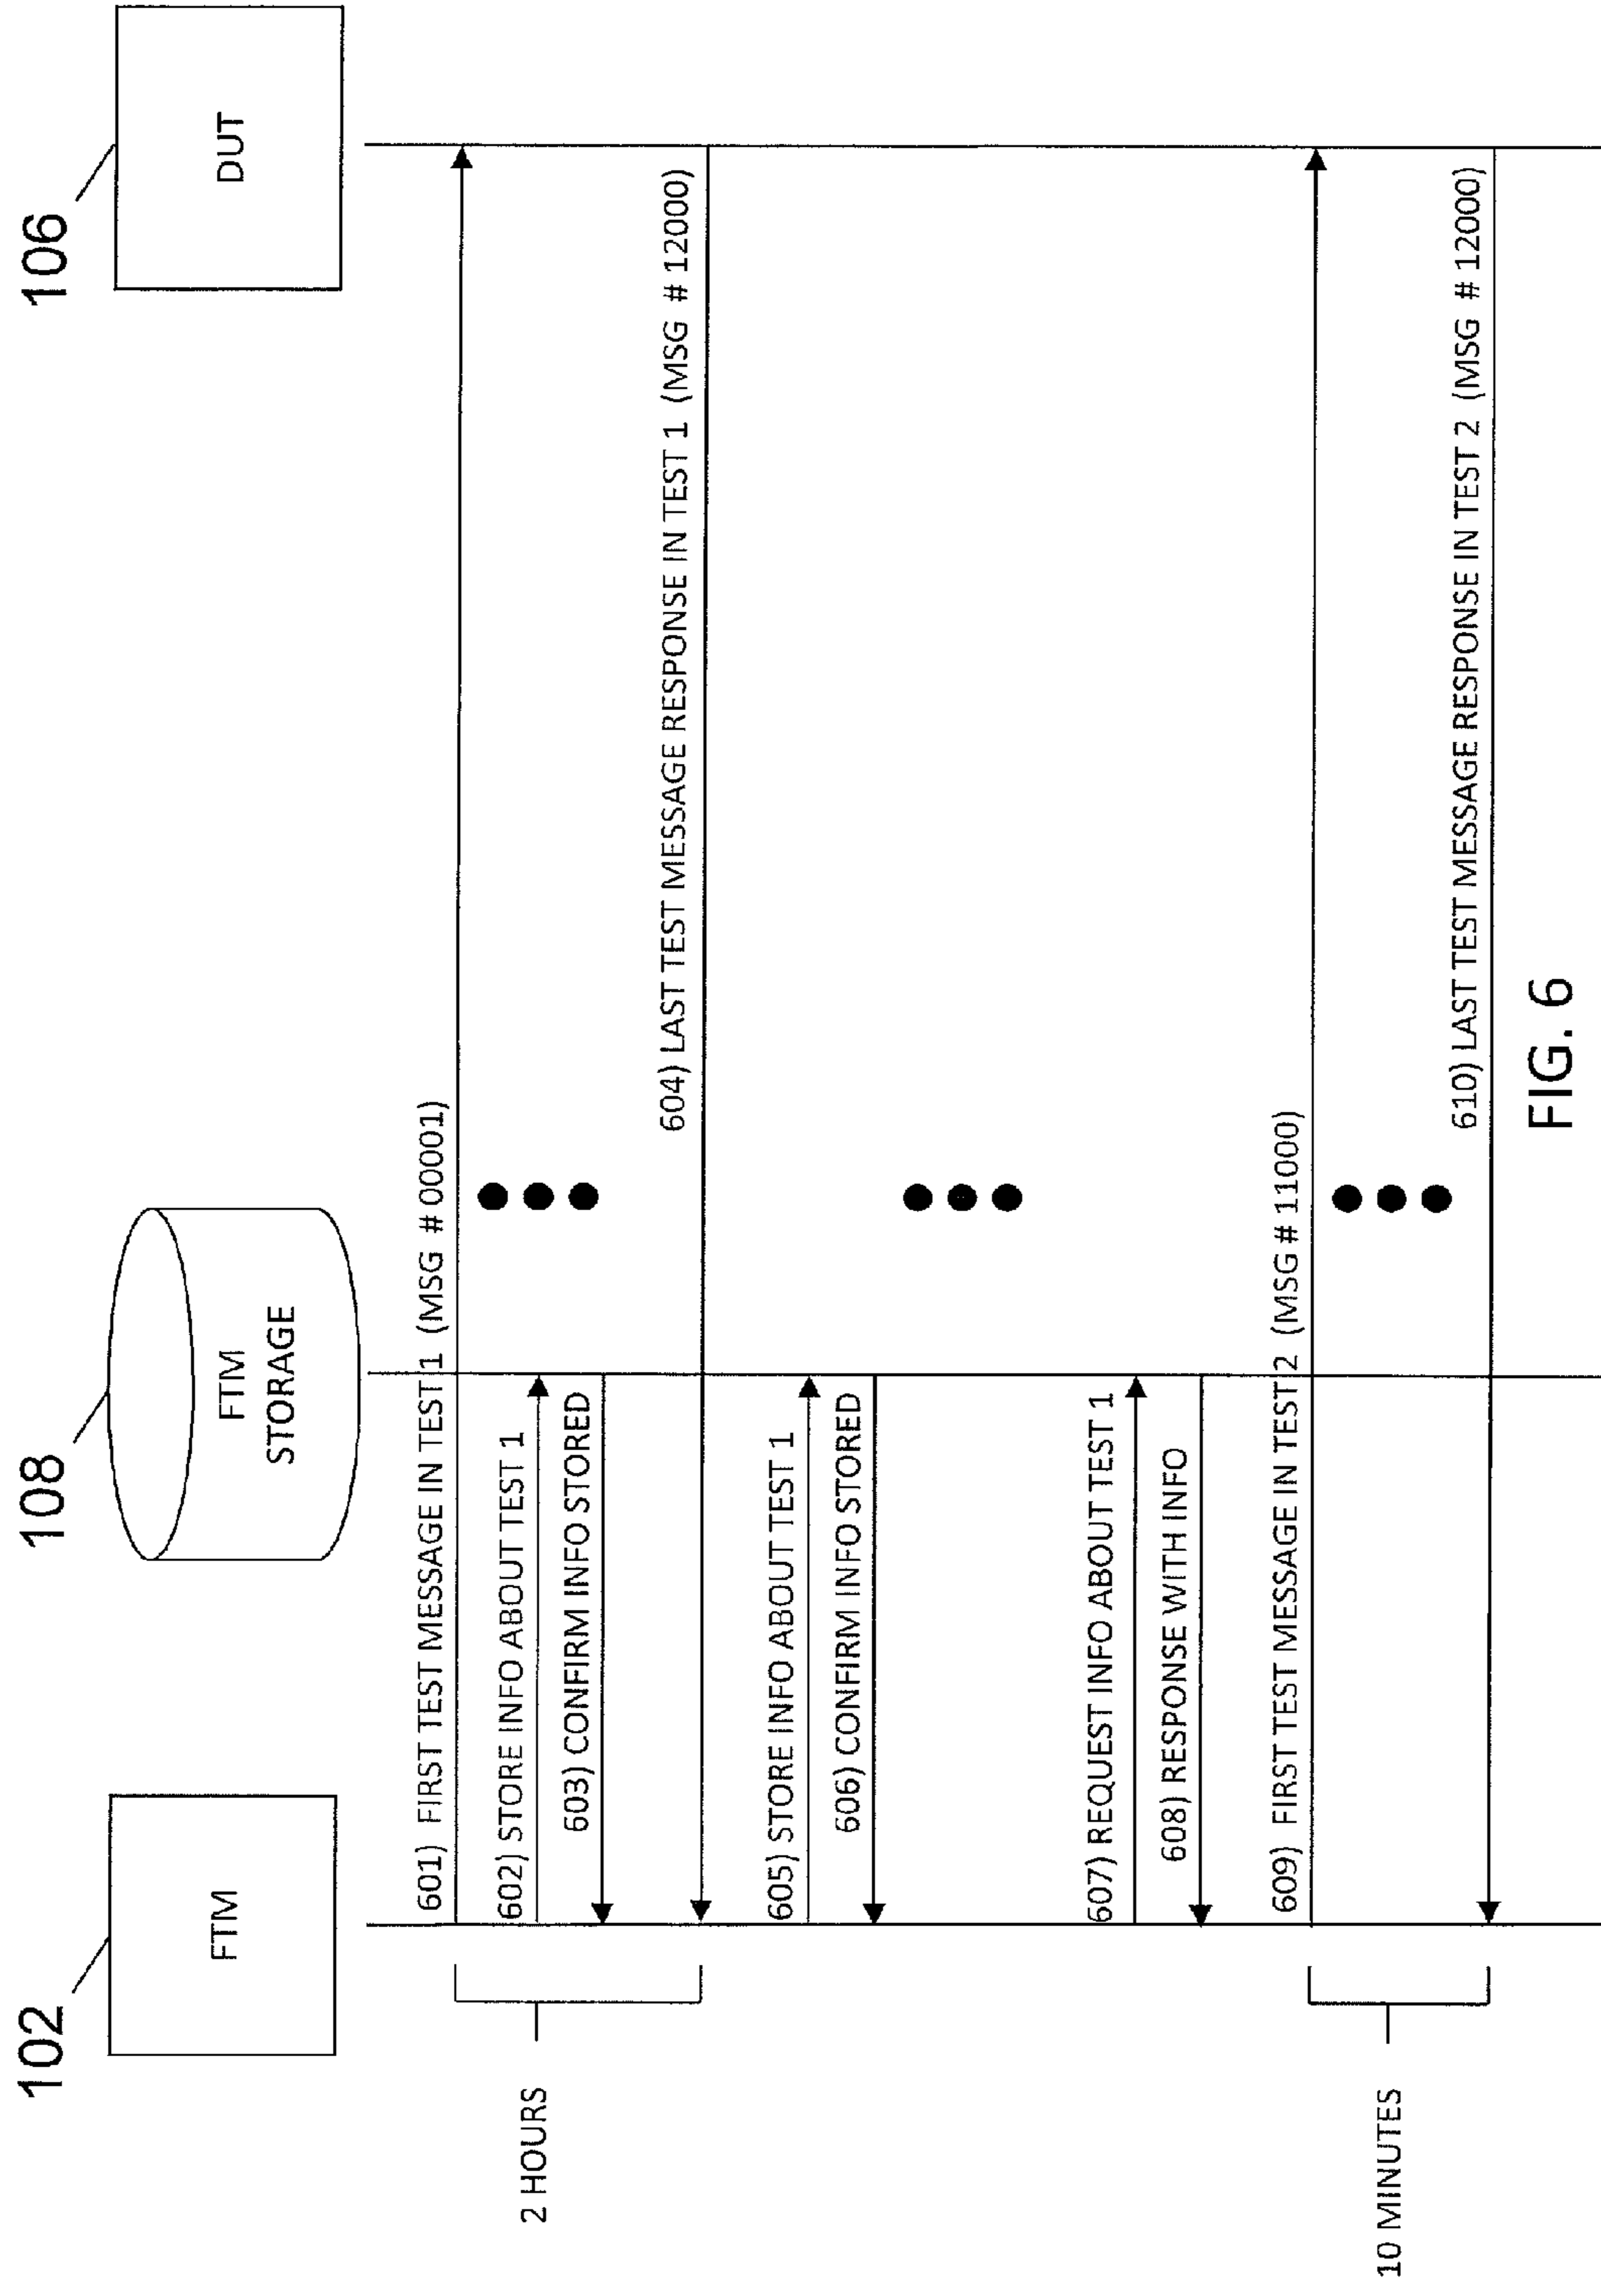 102
108
106
FTM
FTM
STORAGE
DUT
601) FIRST TEST MESSAGE IN TEST 1 (MSG # 00001)
602) STORE INFO ABOUT TEST 1
603) CONFIRM INFO STORED
2 HOURS
604) LAST TEST MESSAGE RESPONSE IN TEST 1 (MSG # 12000)
605) STORE INFO ABOUT TEST 1
606) CONFIRM INFO STORED
607) REQUEST INFO ABOUT TEST 1
608) RESPONSE WITH INFO
609) FIRST TEST MESSAGE IN TEST 2 (MSG # 11000)
10 MINUTES
610) LAST TEST MESSAGE RESPONSE IN TEST 2 (MSG # 12000)
FIG. 6